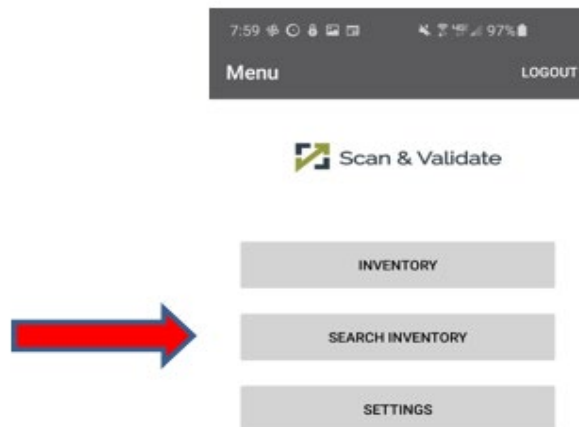 7:59 97%
Menu LOGOUT
Scan & Validate
INVENTORY
SEARCH INVENTORY
SETTINGS